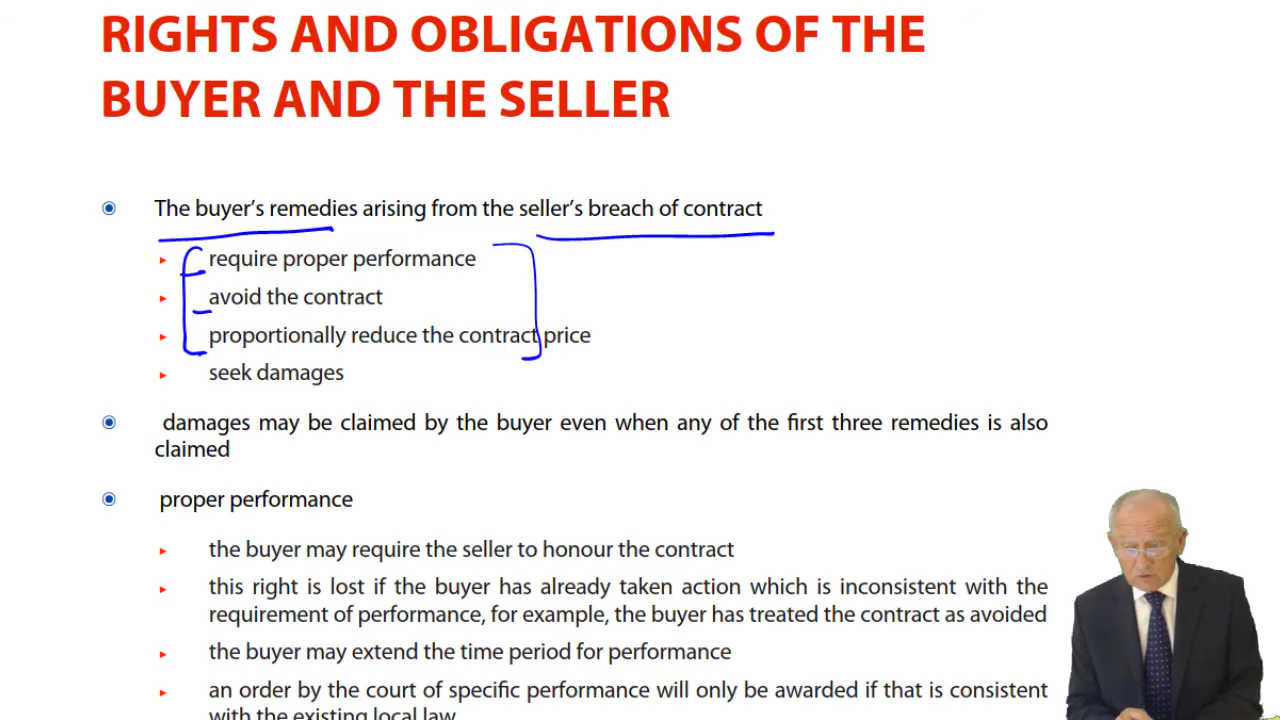 RIGHTS AND OBLIGATIONS OF THE
BUYER AND THE SELLER
The buyer's remedies arising from the seller's breach of contract
require proper performance
avoid the contract
proportionally reduce the contract price
seek damages
damages may be claimed by the buyer even when any of the first three remedies is also
claimed
proper performance
the buyer may require the seller to honour the contract
this right is lost if the buyer has already taken action which is inconsistent with the
requirement of performance, for example, the buyer has treated the contract as avoided
the buyer may extend the time period for performance
an order by the court of specific performance will only be awarded if that is consistent
with the existing local law